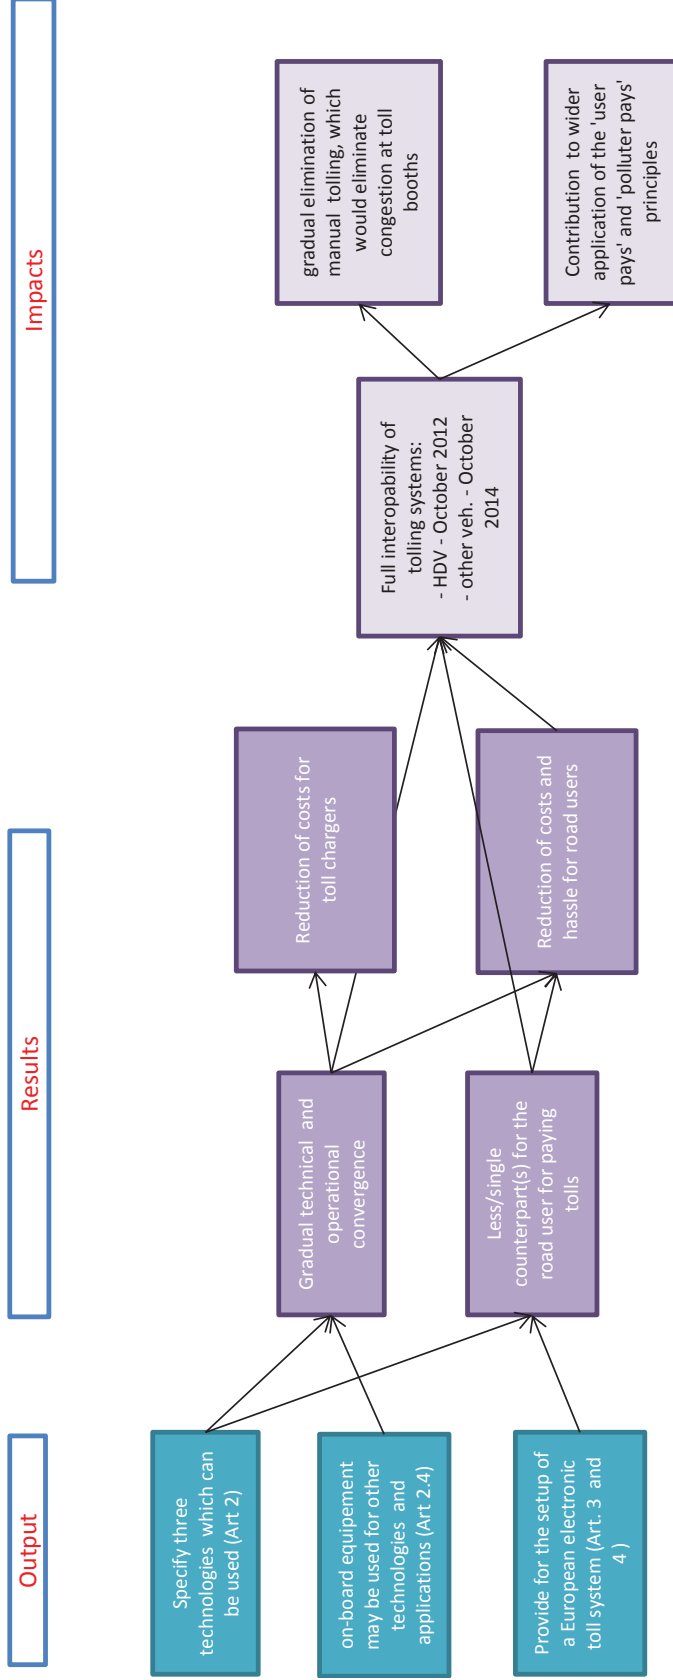 Output
Results
Impacts
Specify three
technologies which can
be used (Art 2)
on-board equipement
may be used for other
technologies and
applications (Art 2.4)
Provide for the setup of
a European electronic
toll system (Art. 3 and
4 )
Gradual technical and
operational
convergence
Less/single
counterpart(s) for the
road user for paying
tolls
Reduction of costs for
toll chargers
Reduction of costs and
hassle for road users
Full interopability of
tolling systems:
- HDV - October 2012
- other veh. - October
2014
gradual elimination of
manual tolling, which
would eliminate
congestion at toll
booths
Contribution to wider
application of the 'user
pays' and 'polluter pays'
principles